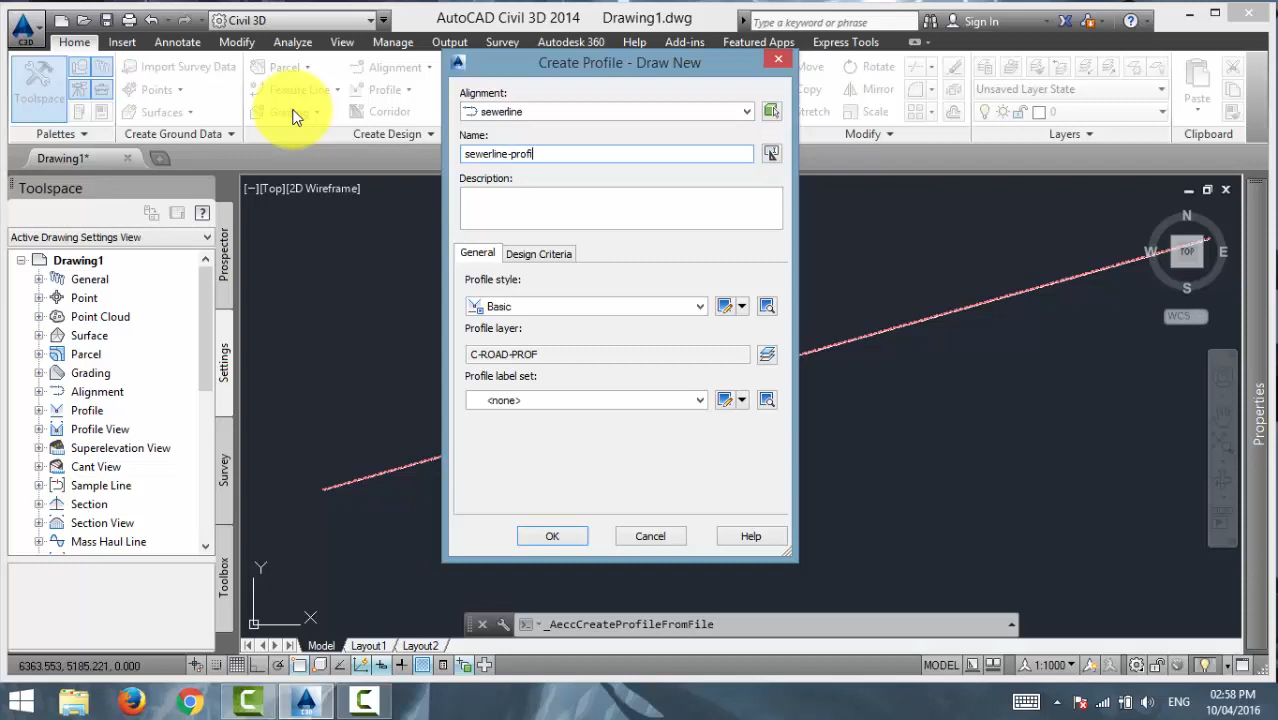 Civil 3D
AutoCAD Civil 3D 2014 Drawing1.dwg
Type a keyword or phrase
Sign In
C3D
Home Insert Annotate Modify Analyze View Manage Output Survey Autodesk 360 Help Add-ins Featured Apps Express Tools
Toolspace
Import Survey Data
Points
Surfaces
Parcel
Feature Line
Alignment
Profile
Corridor
Move
Copy
Stretch
Rotate
Mirror
Scale
Unsaved Layer State
0
Paste
Palettes
Create Ground Data
Create Design
Modify
Layers
Clipboard
Drawing1*
Toolspace
Active Drawing Settings View
Drawing1
General
Point
Point Cloud
Surface
Parcel
Grading
Alignment
Profile
Profile View
Superelevation View
Cant View
Sample Line
Section
Section View
Mass Haul Line
Prospector
Settings
Survey
Toolbox
[−][Top][2D Wireframe]
Create Profile - Draw New
Alignment:
sewerline
Name:
sewerline-profi
Description:
General
Design Criteria
Profile style:
Basic
Profile layer:
C-ROAD-PROF
Profile label set:
<none>
OK
Cancel
Help
N
W
TOP
E
S
WCS
Properties
Y
X
_AeccCreateProfileFromFile
Model Layout1 Layout2
6363.553, 5185.221, 0.000
MODEL
1:1000
ENG
02:58 PM
10/04/2016